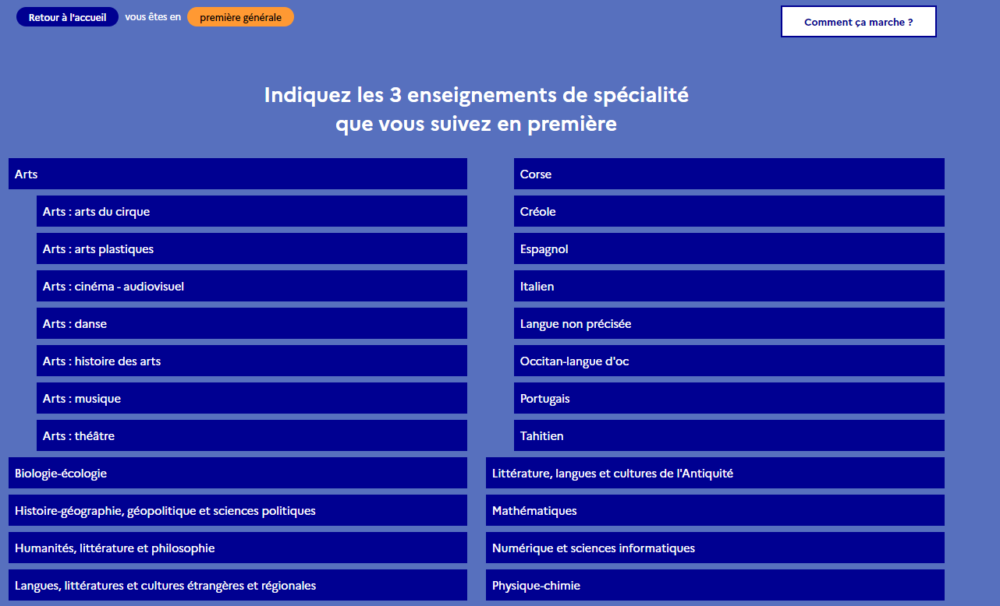 Retour à l'accueil vous êtes en première générale
Comment ça marche ?
Indiquez les 3 enseignements de spécialité
que vous suivez en première
Arts
Arts : arts du cirque
Arts : arts plastiques
Arts : cinéma - audiovisuel
Arts : danse
Arts : histoire des arts
Arts : musique
Arts : théâtre
Biologie-écologie
Histoire-géographie, géopolitique et sciences politiques
Humanités, littérature et philosophie
Langues, littératures et cultures étrangères et régionales
Corse
Créole
Espagnol
Italien
Langue non précisée
Occitan-langue d'oc
Portugais
Tahitien
Littérature, langues et cultures de l'Antiquité
Mathématiques
Numérique et sciences informatiques
Physique-chimie